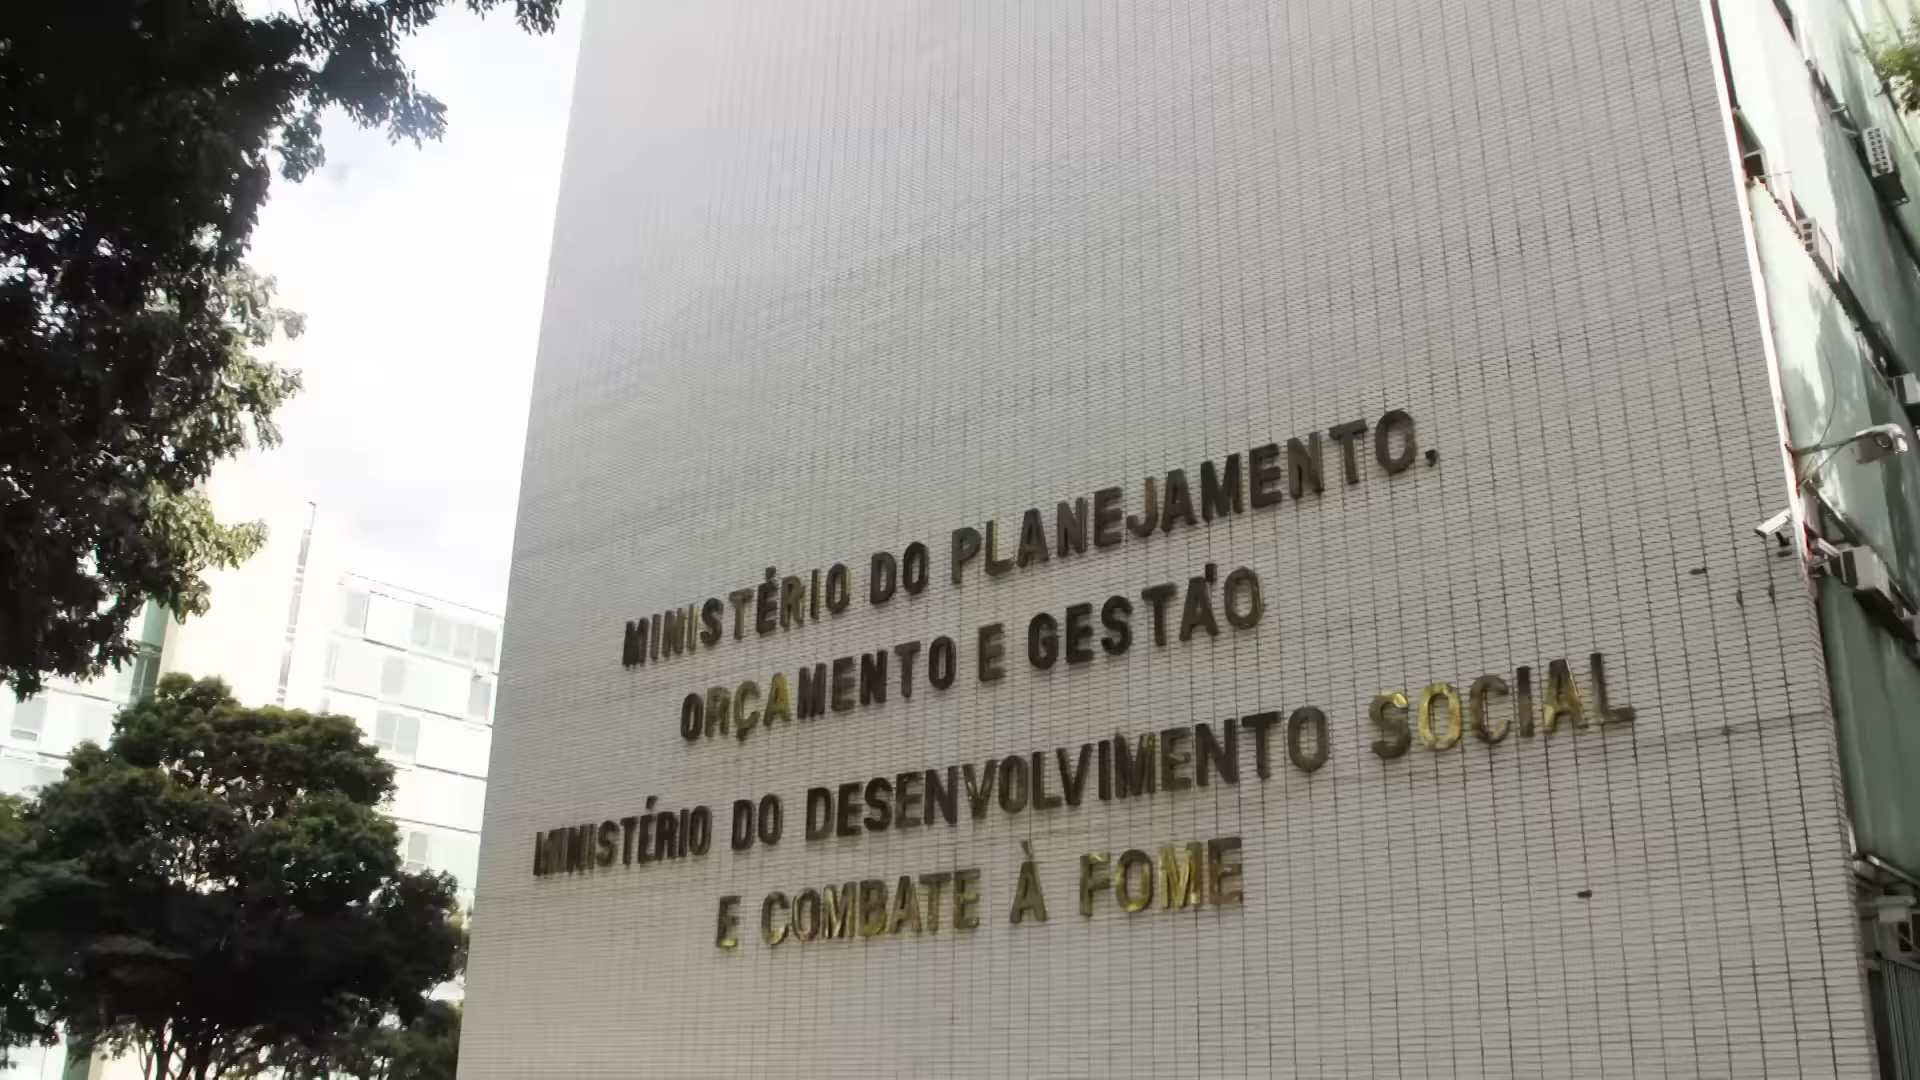 MINISTÉRIO DO PLANEJAMENTO,
ORÇAMENTO E GESTÃO
MINISTÉRIO DO DESENVOLVIMENTO SOCIAL
E COMBATE À FOME